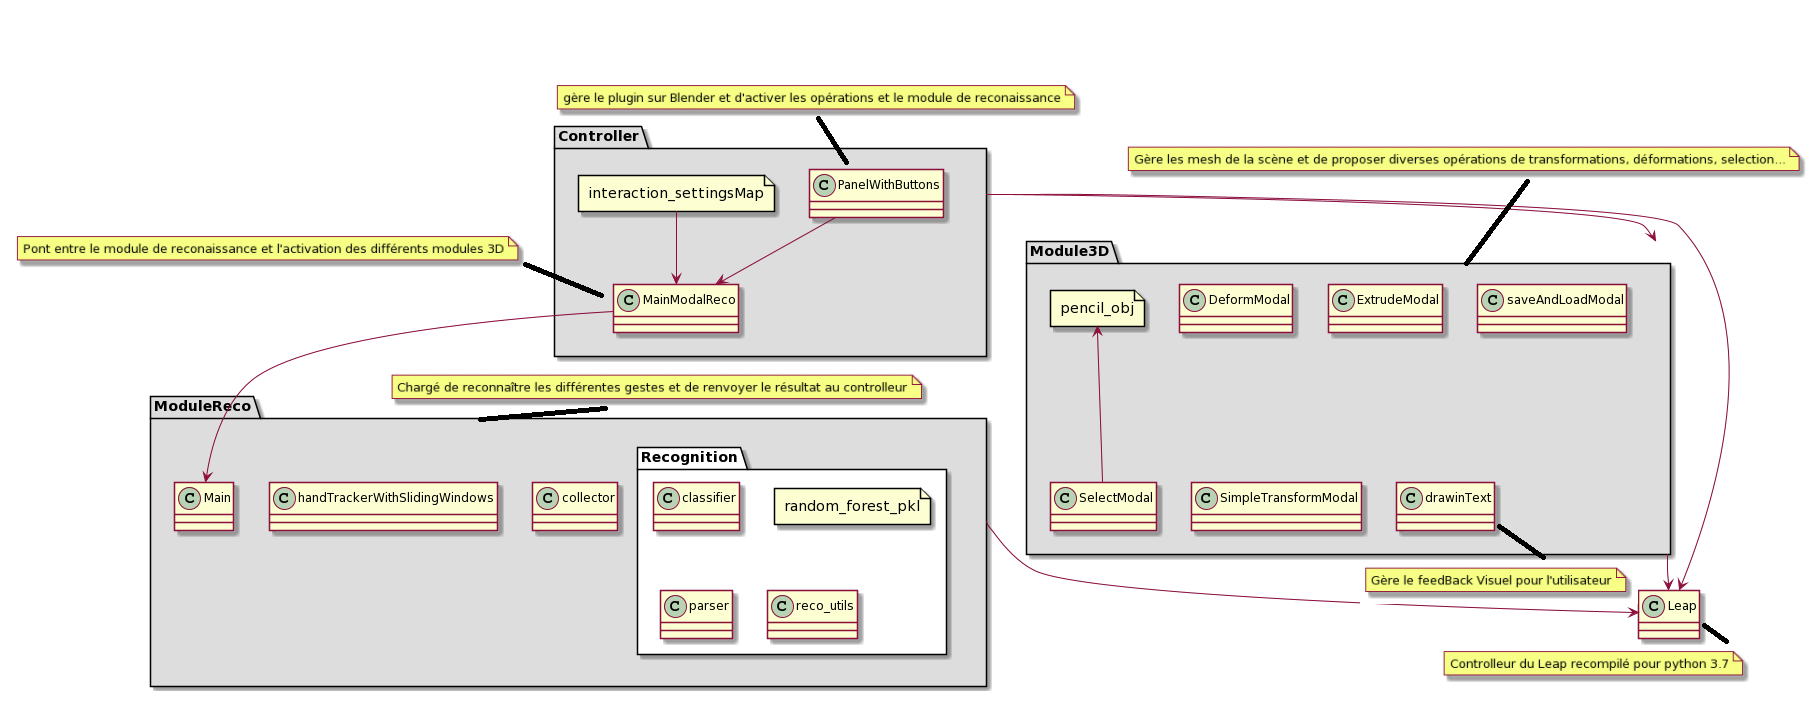 gère le plugin sur Blender et d'activer les opérations et le module de reconaissance
Controller
Gère les mesh de la scène et de proposer diverses opérations de transformations, déformations, selection...
interaction_settingsMap
C PanelWithButtons
Pont entre le module de reconaissance et l'activation des différents modules 3D
Module3D
C MainModalReco
pencil_obj
C DeformModal
C ExtrudeModal
C saveAndLoadModal
Chargé de reconnaître les différentes gestes et de renvoyer le résultat au controlleur
ModuleReco
Recognition
C Main
C handTrackerWithSlidingWindows
C collector
C classifier
random_forest_pkl
C SelectModal
C SimpleTransformModal
C drawinText
Gère le feedBack Visuel pour l'utilisateur
C parser
C reco_utils
C Leap
Controlleur du Leap recompilé pour python 3.7